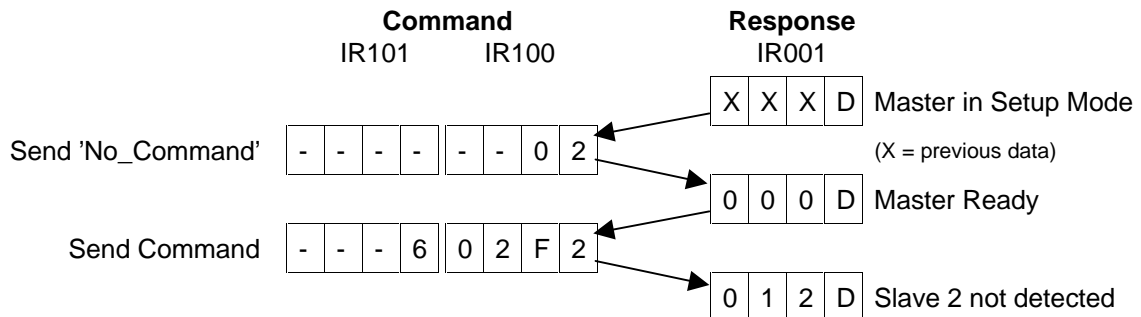 Command Response
IR101 IR100 IR001
X X X D Master in Setup Mode
Send 'No_Command' - - - - - - 0 2 (X = previous data)
0 0 0 D Master Ready
Send Command - - - 6 0 2 F 2
0 1 2 D Slave 2 not detected